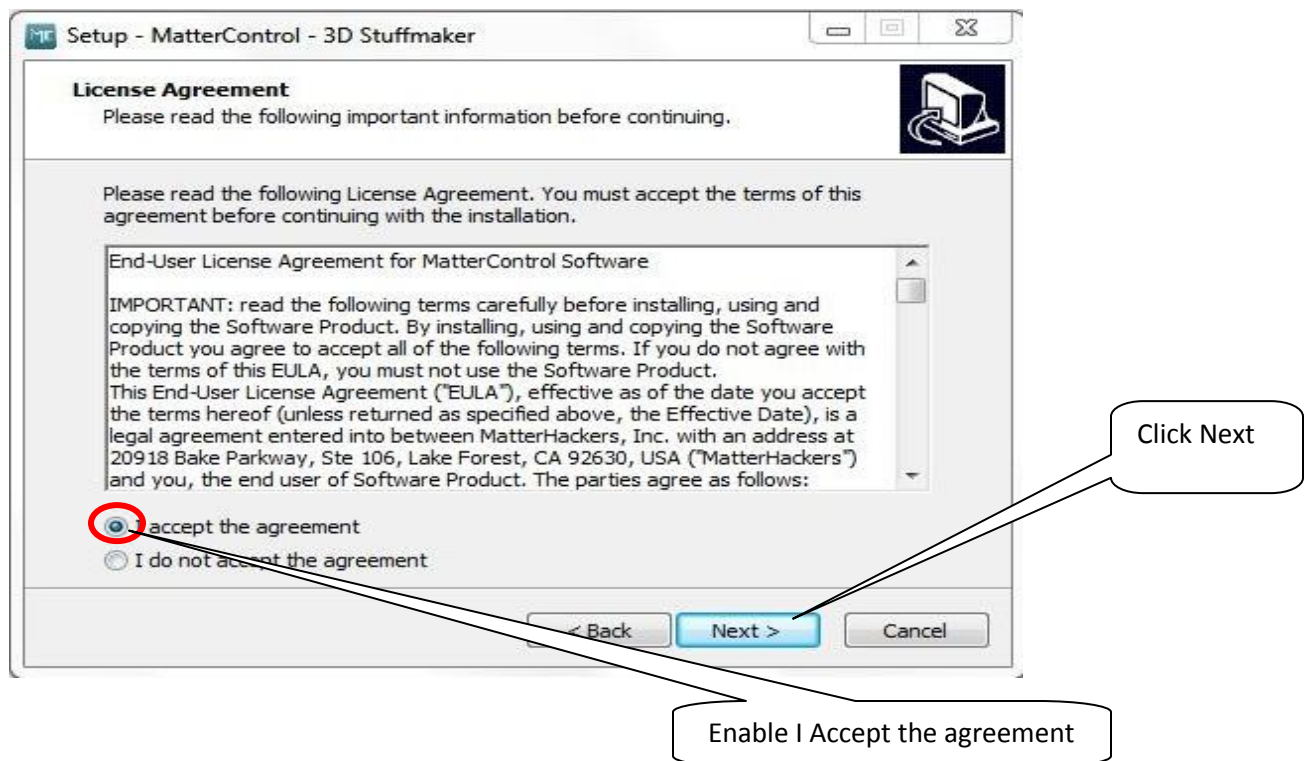 MC Setup - MatterControl - 3D Stuffmaker
License Agreement
Please read the following important information before continuing.
Please read the following License Agreement. You must accept the terms of this
agreement before continuing with the installation.
End-User License Agreement for MatterControl Software
IMPORTANT: read the following terms carefully before installing, using and
copying the Software Product. By installing, using and copying the Software
Product you agree to accept all of the following terms. If you do not agree with
the terms of this EULA, you must not use the Software Product.
This End-User License Agreement ("EULA"), effective as of the date you accept
the terms hereof (unless returned as specified above, the Effective Date), is a
legal agreement entered into between MatterHackers, Inc. with an address at
20918 Bake Parkway, Ste 106, Lake Forest, CA 92630, USA ("MatterHackers")
and you, the end user of Software Product. The parties agree as follows:
Click Next
I accept the agreement
I do not accept the agreement
< Back Next > Cancel
Enable I Accept the agreement